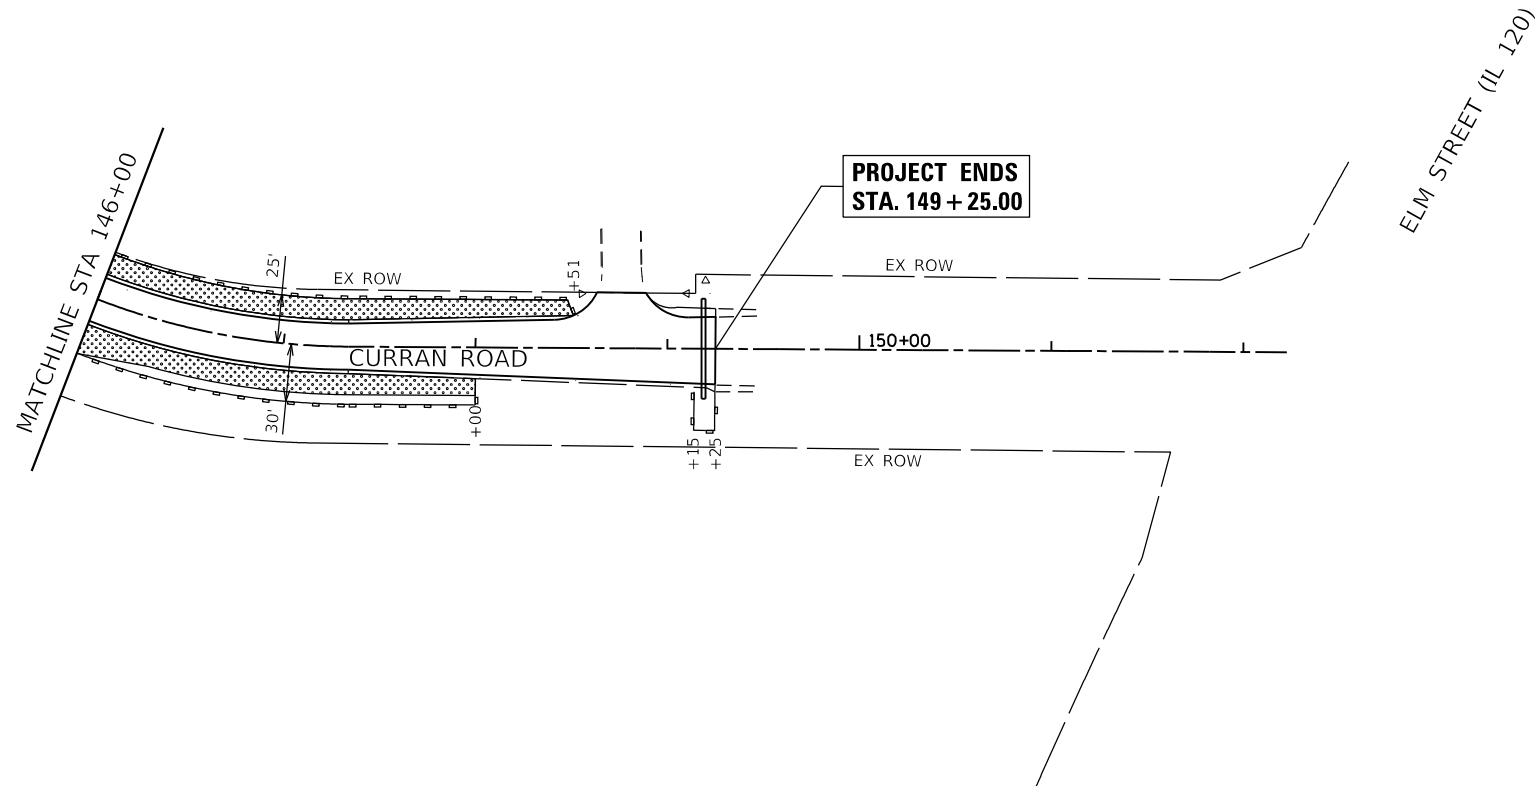 ELM STREET (IL 120)
MATCHLINE STA 146+00
PROJECT ENDS
STA. 149+25.00
25'
EX ROW
+51
EX ROW
CURRAN ROAD
150+00
30'
+00
+15
+25
EX ROW